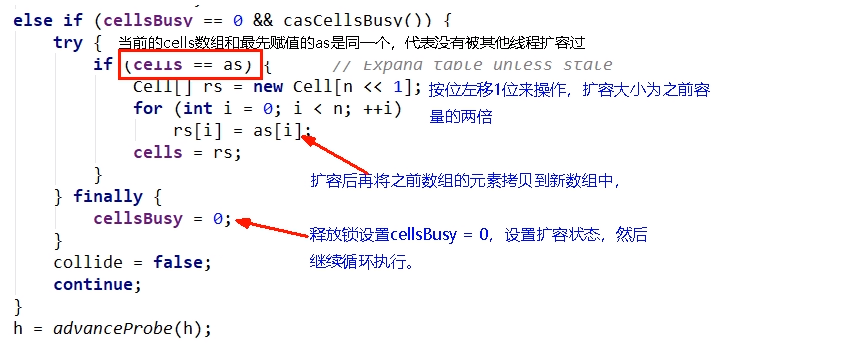 else if (cellsBusy == 0 && casCellsBusy()) {
try { 当前的cells数组和最先赋值的as是同一个，代表没有被其他线程扩容过
if (cells == as) { // Expand table unless stale
Cell[] rs = new Cell[n << 1]; 按位左移1位来操作，扩容大小为之前容
for (int i = 0; i < n; ++i) 量的两倍
rs[i] = as[i];
cells = rs;
扩容后再将之前数组的元素拷贝到新数组中，
}
} finally {
cellsBusy = 0;
释放锁设置cellsBusy = 0，设置扩容状态，然后
}
继续循环执行。
collide = false;
continue;
}
h = advanceProbe(h);